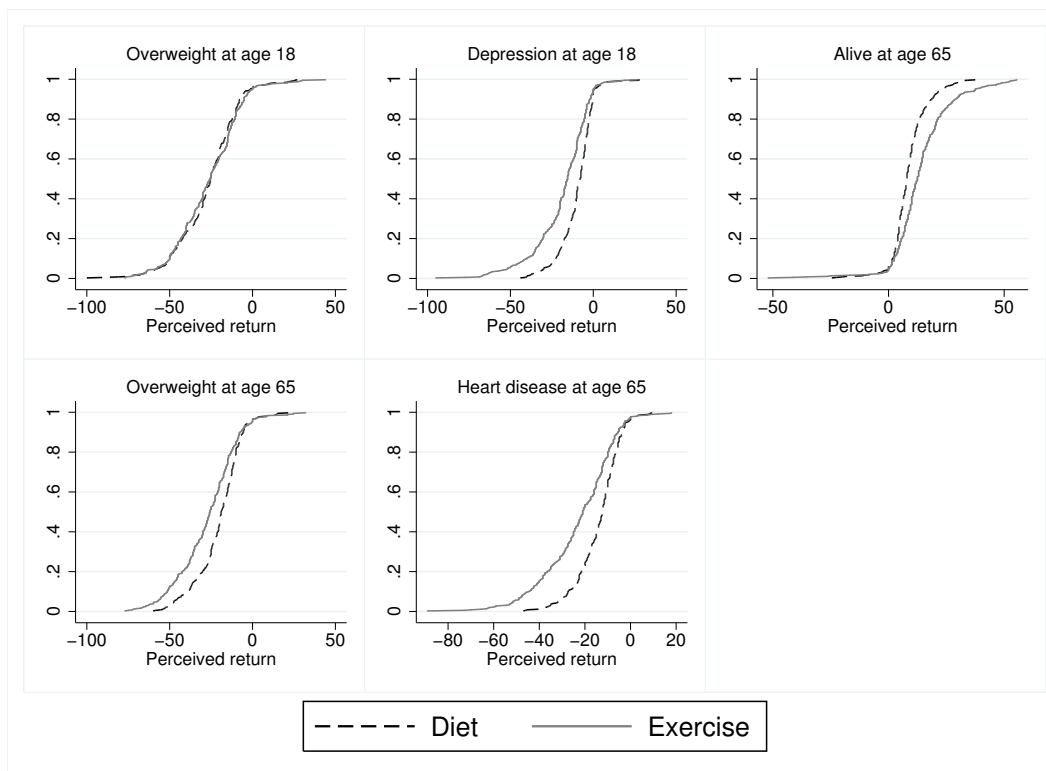 Overweight at age 18
0 .2 .4 .6 .8 1
−100 −50 0 50
Perceived return
Depression at age 18
0 .2 .4 .6 .8 1
−100 −50 0 50
Perceived return
Alive at age 65
0 .2 .4 .6 .8 1
−50 0 50
Perceived return
Overweight at age 65
0 .2 .4 .6 .8 1
−100 −50 0 50
Perceived return
Heart disease at age 65
0 .2 .4 .6 .8 1
−80 −60 −40 −20 0 20
Perceived return
Diet Exercise